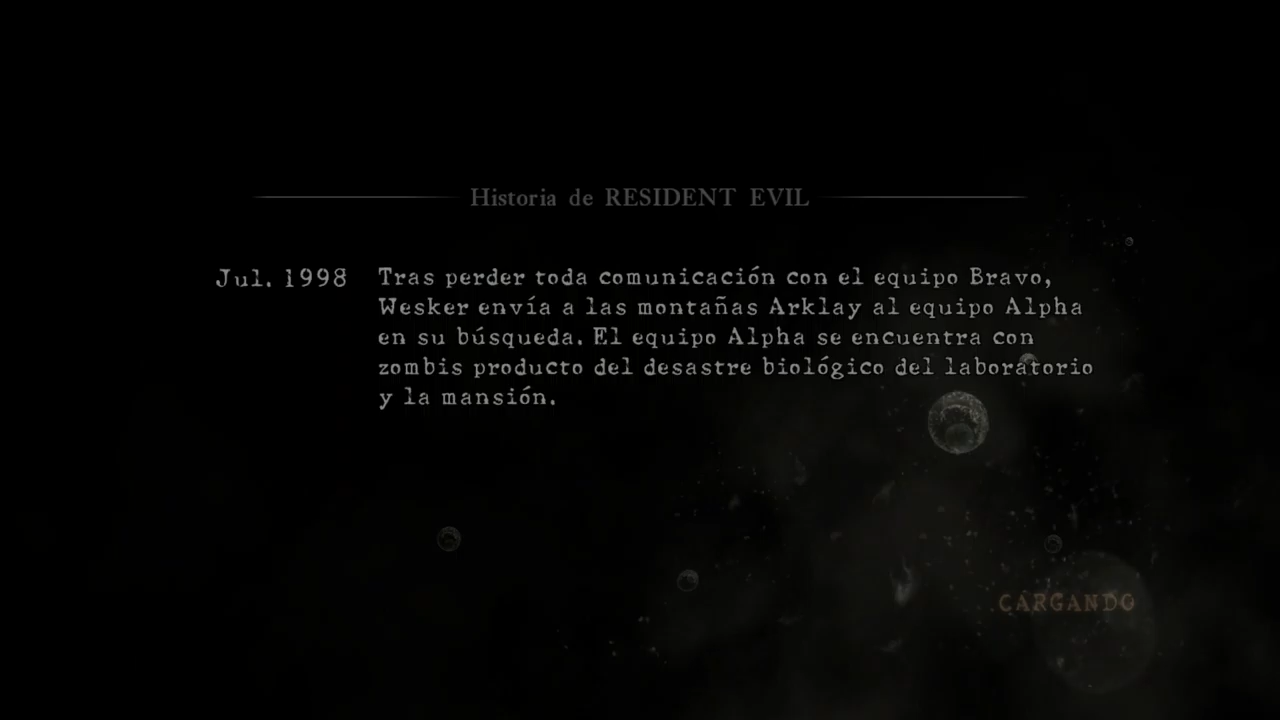 Historia de RESIDENT EVIL
Jul. 1998 Tras perder toda comunicación con el equipo Bravo,
Wesker envía a las montañas Arklay al equipo Alpha
en su búsqueda. El equipo Alpha se encuentra con
zombis producto del desastre biológico del laboratorio
y la mansión.
CARGANDO